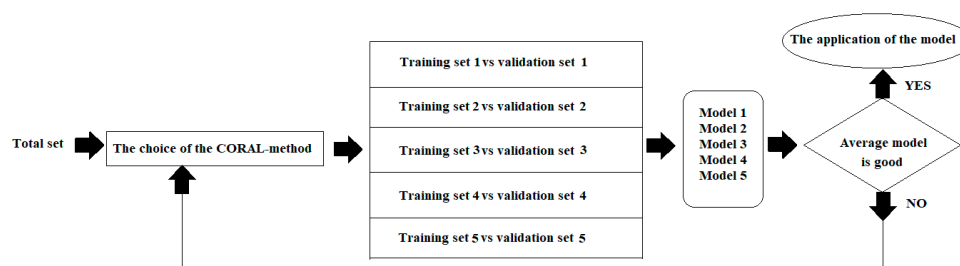 Total set
The choice of the CORAL-method
Training set 1 vs validation set 1
Training set 2 vs validation set 2
Training set 3 vs validation set 3
Training set 4 vs validation set 4
Training set 5 vs validation set 5
Model 1
Model 2
Model 3
Model 4
Model 5
The application of the model
YES
Average model
is good
NO